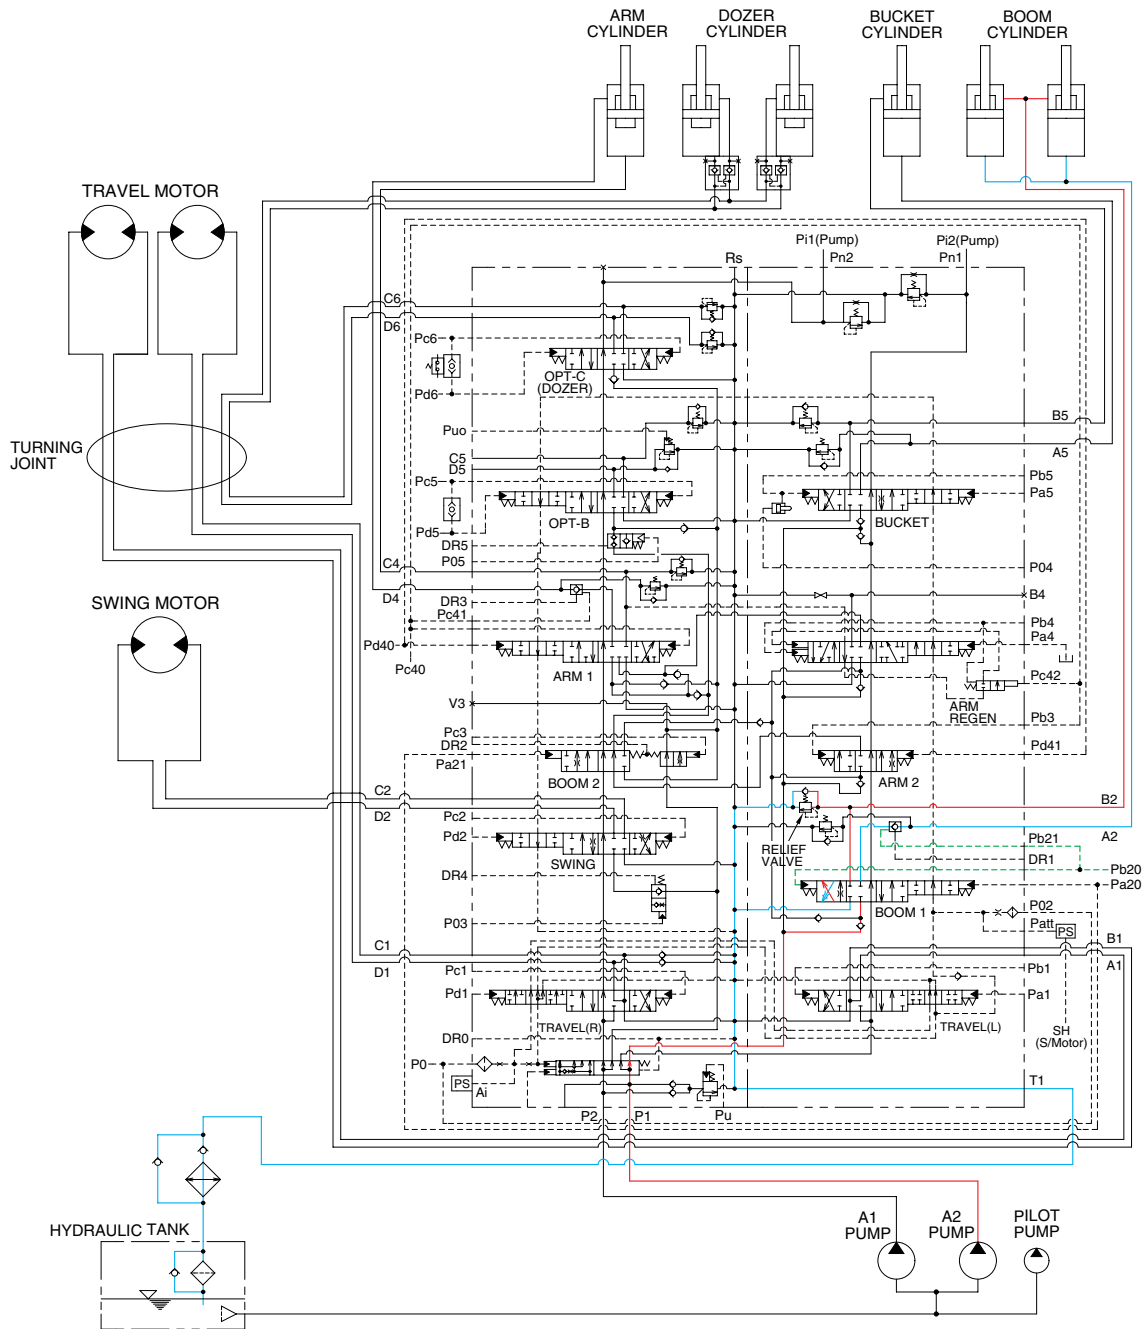 ARM
CYLINDER
DOZER
CYLINDER
BUCKET
CYLINDER
BOOM
CYLINDER
TRAVEL MOTOR
Pi1(Pump)
Pi2(Pump)
Rs
Pn2
Pn1
C6
D6
Pc6
OPT-C
(DOZER)
Pd6
Puo
B5
TURNING
JOINT
C5
D5
A5
Pc5
Pb5
Pa5
OPT-B
BUCKET
Pd5
DR5
P05
C4
P04
D4
B4
SWING MOTOR
DR3
Pc41
Pb4
Pa4
Pd40
Pc40
ARM 1
Pc42
ARM
REGEN
V3
Pb3
Pc3
DR2
Pd41
Pa21
BOOM 2
ARM 2
C2
B2
D2
Pc2
A2
Pd2
RELIEF
VALVE
Pb21
SWING
DR1
DR4
Pb20
Pa20
BOOM 1
P03
P02
Patt
PS
C1
B1
D1
A1
Pc1
Pb1
Pd1
Pa1
TRAVEL(R)
TRAVEL(L)
SH
(S/Motor)
DR0
P0
PS
Ai
T1
P2
P1
Pu
HYDRAULIC TANK
A1
PUMP
A2
PUMP
PILOT
PUMP